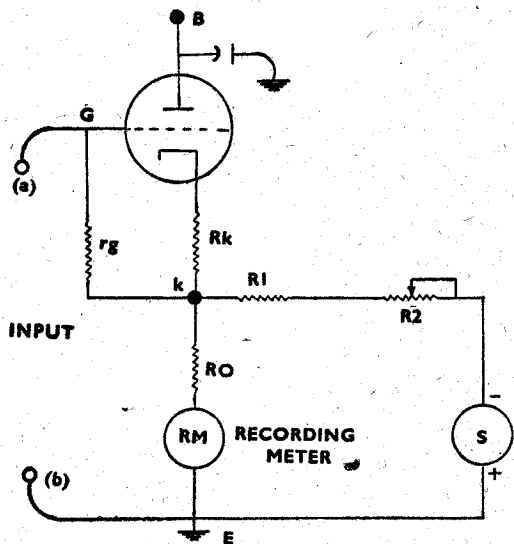 B
G
(a)
rg
Rk
k
R1
R2
INPUT
RO
RM
RECORDING
METER
S
-
+
(b)
E